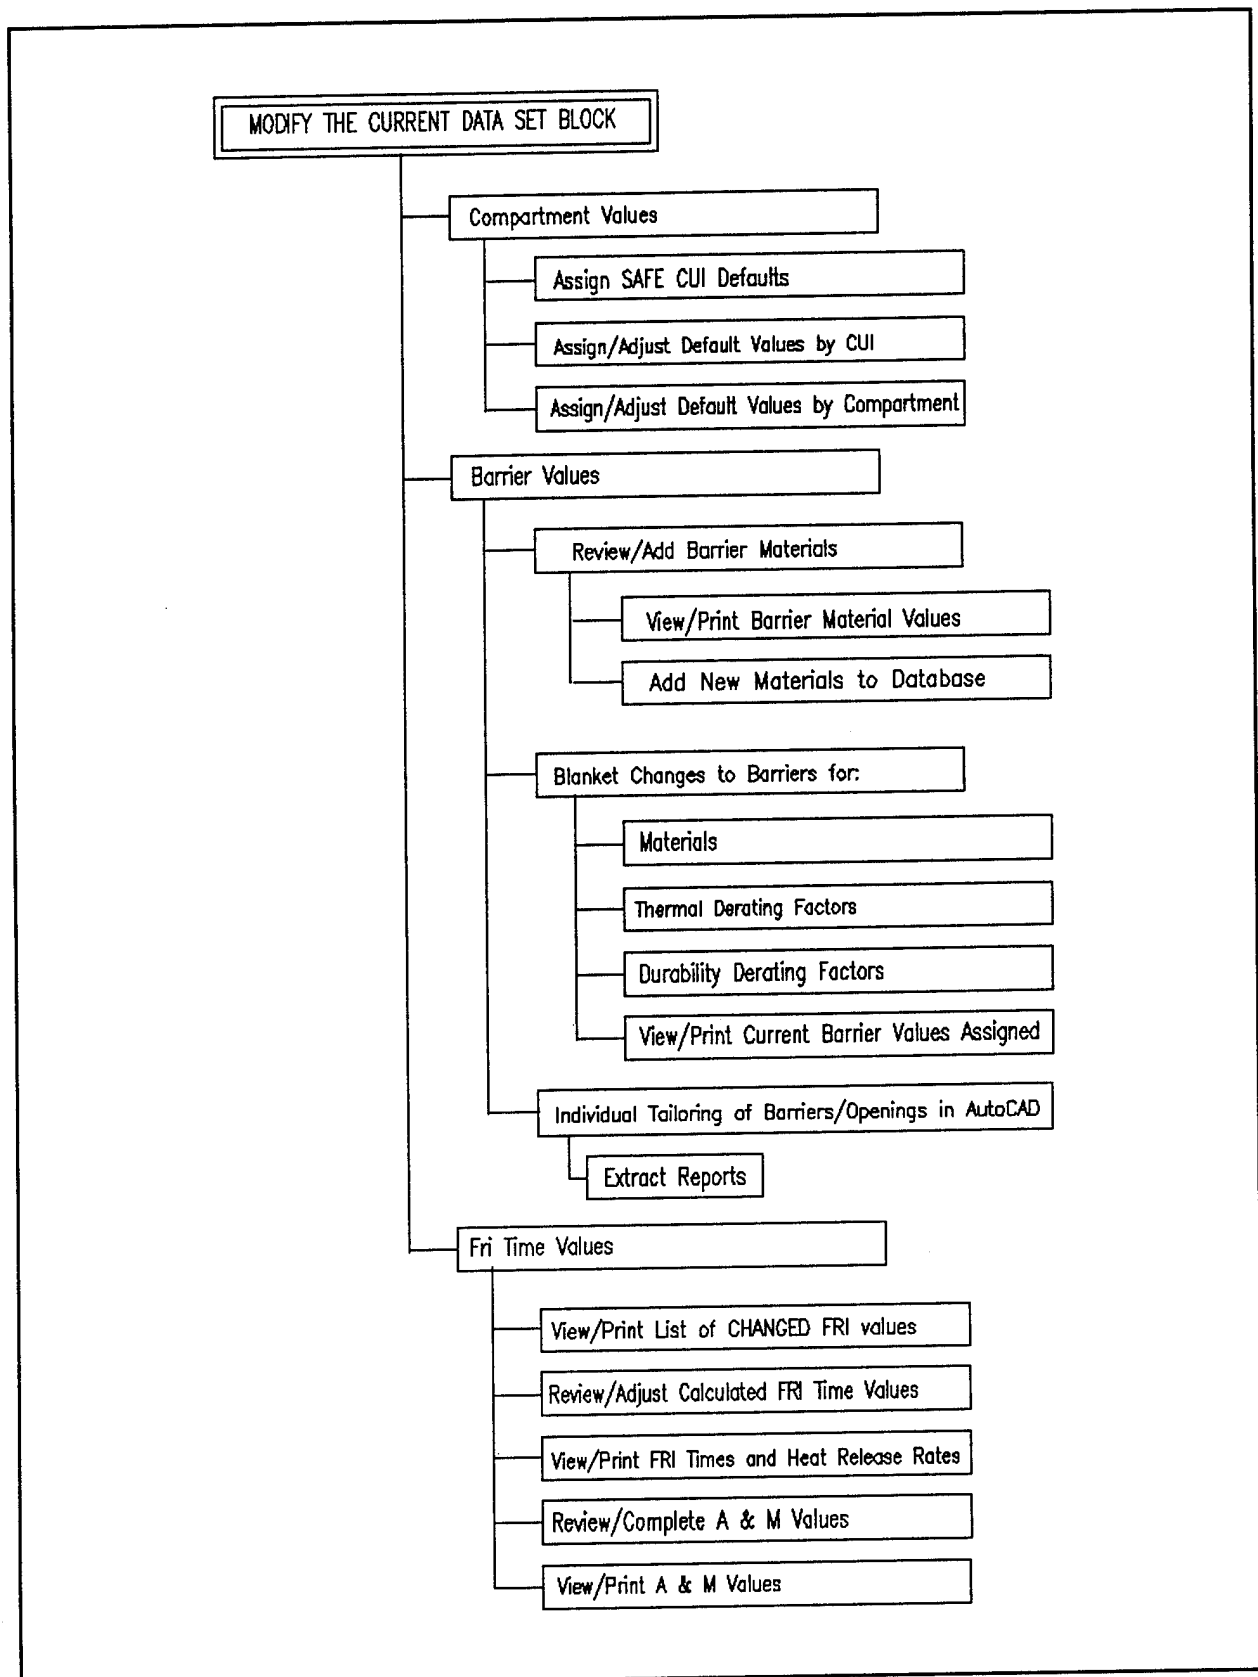 MODIFY THE CURRENT DATA SET BLOCK
Compartment Values
Assign SAFE CUI Defaults
Assign/Adjust Default Values by CUI
Assign/Adjust Default Values by Compartment
Barrier Values
Review/Add Barrier Materials
View/Print Barrier Material Values
Add New Materials to Database
Blanket Changes to Barriers for:
Materials
Thermal Derating Factors
Durability Derating Factors
View/Print Current Barrier Values Assigned
Individual Tailoring of Barriers/Openings in AutoCAD
Extract Reports
Fri Time Values
View/Print List of CHANGED FRI values
Review/Adjust Calculated FRI Time Values
View/Print FRI Times and Heat Release Rates
Review/Complete A & M Values
View/Print A & M Values